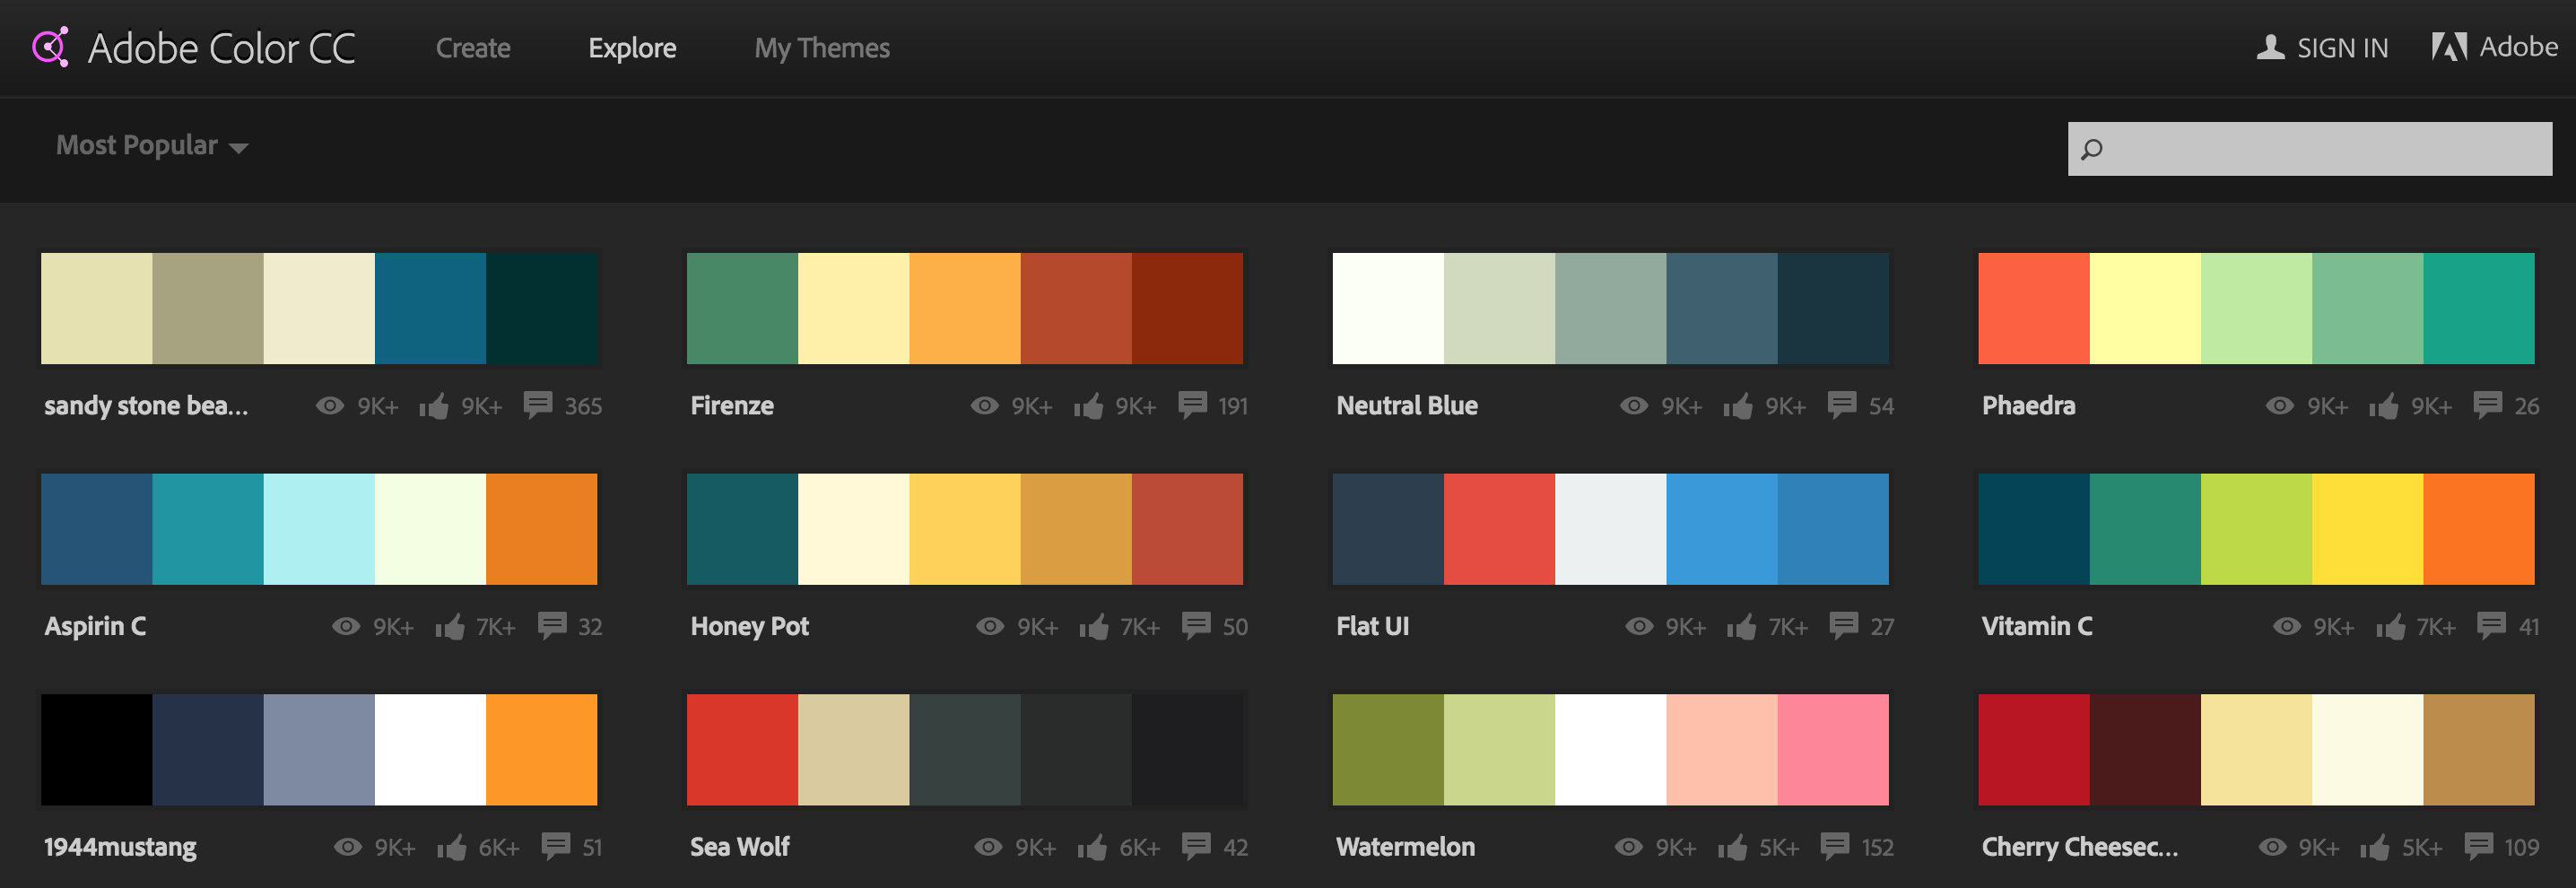 Adobe Color CC Create Explore My Themes SIGN IN Adobe
Most Popular
sandy stone bea... 9K+ 9K+ 365
Firenze 9K+ 9K+ 191
Neutral Blue 9K+ 9K+ 54
Phaedra 9K+ 9K+ 26
Aspirin C 9K+ 7K+ 32
Honey Pot 9K+ 7K+ 50
Flat UI 9K+ 7K+ 27
Vitamin C 9K+ 7K+ 41
1944mustang 9K+ 6K+ 51
Sea Wolf 9K+ 6K+ 42
Watermelon 9K+ 5K+ 152
Cherry Cheesec... 9K+ 5K+ 109